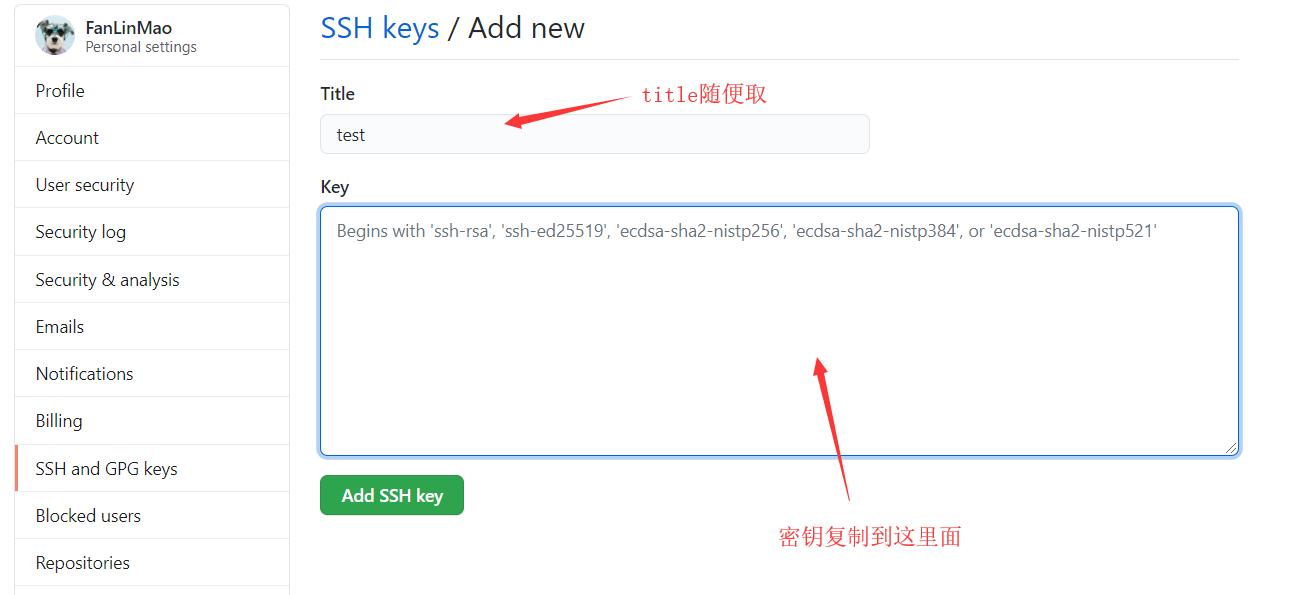 FanLinMao
Personal settings
Profile
Account
User security
Security log
Security & analysis
Emails
Notifications
Billing
SSH and GPG keys
Blocked users
Repositories
SSH keys / Add new
Title
title随便取
test
Key
Begins with 'ssh-rsa', 'ssh-ed25519', 'ecdsa-sha2-nistp256', 'ecdsa-sha2-nistp384', or 'ecdsa-sha2-nistp521'
Add SSH key
密钥复制到这里面